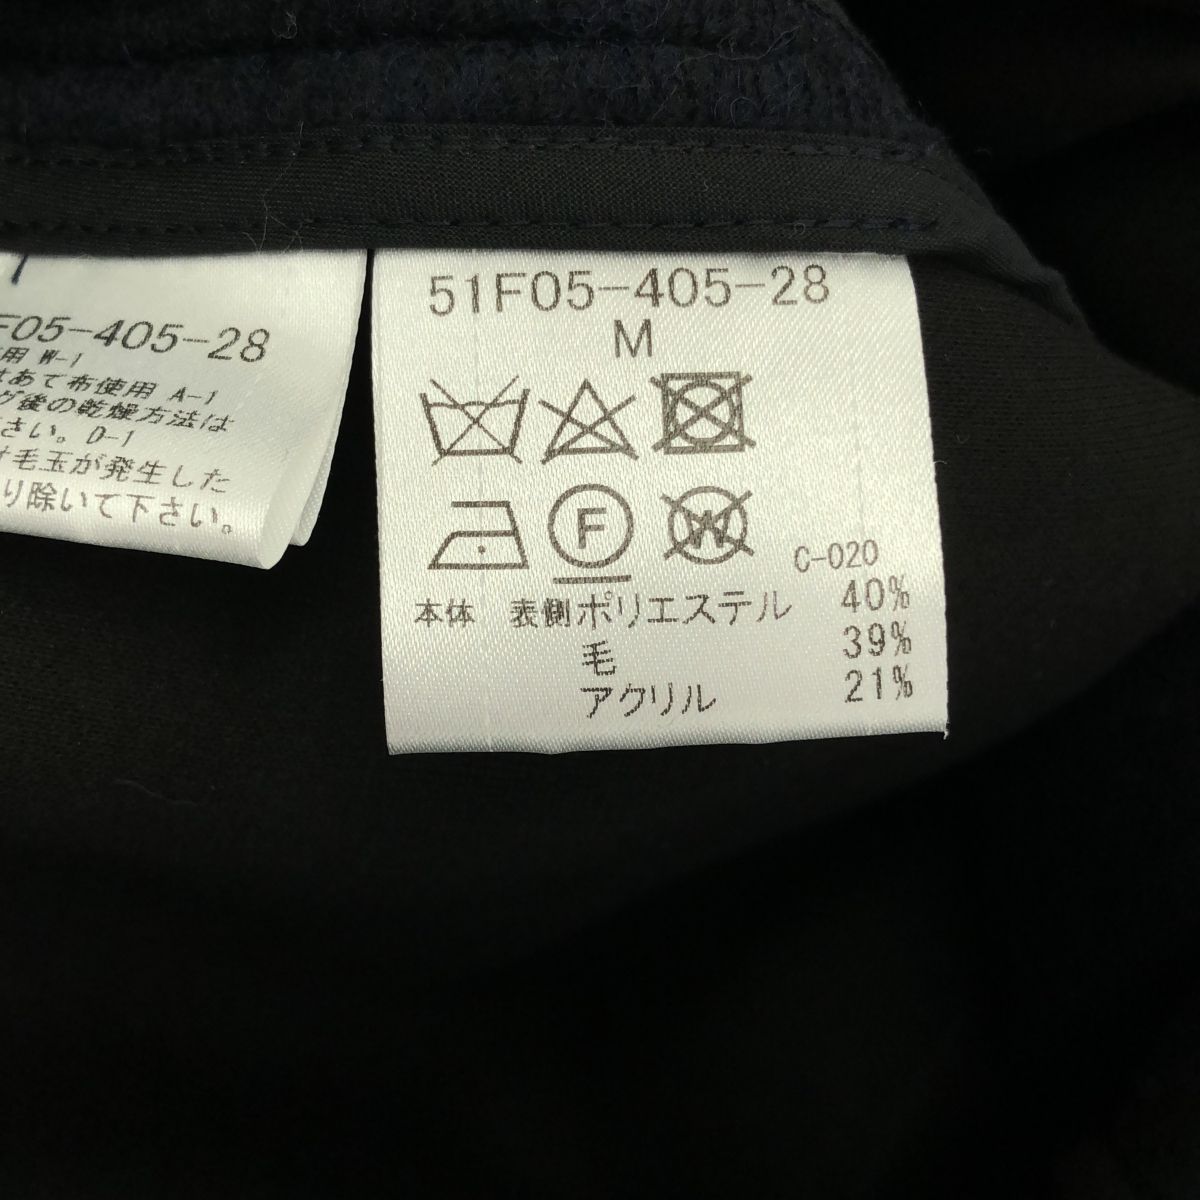 F05-405-28
用 W-1
はあて布使用 A-1
グ後の乾燥方法は
さい。D-1
毛玉が発生した
り除いて下さい。
51F05-405-28
M
F
W
C-020
本体 表側ポリエステル 40%
毛 39%
アクリル 21%